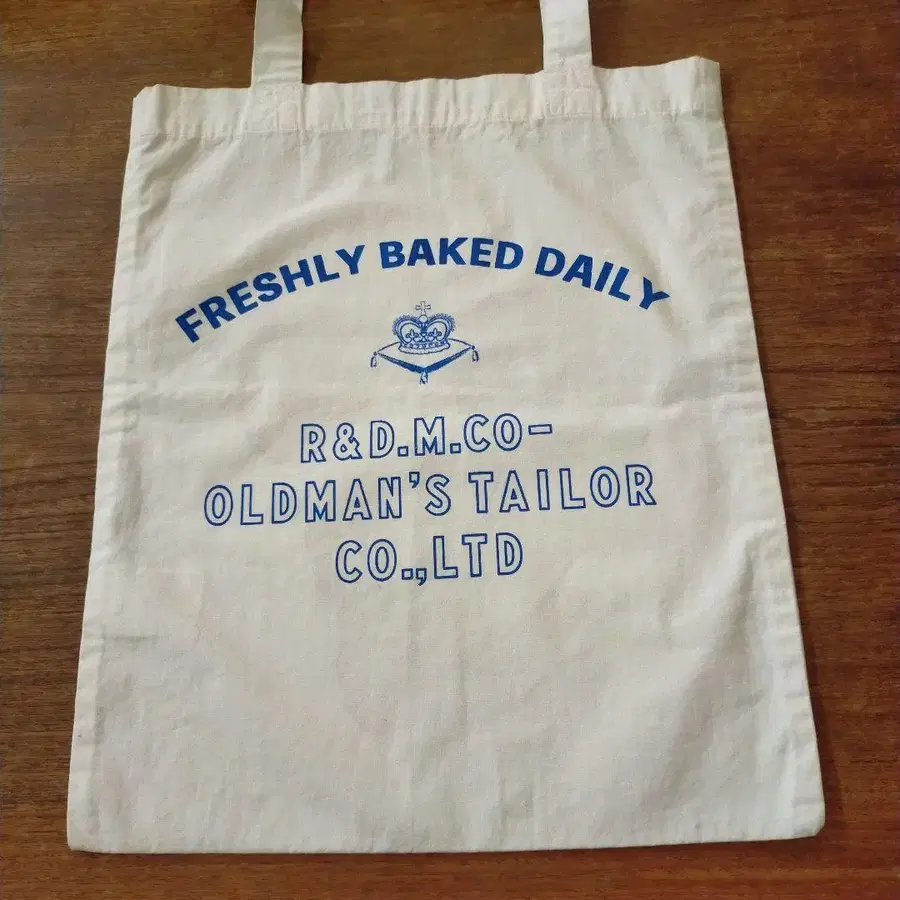 FRESHLY BAKED DAILY
R&D.M.CO-
OLDMAN'S TAILOR
CO.,LTD